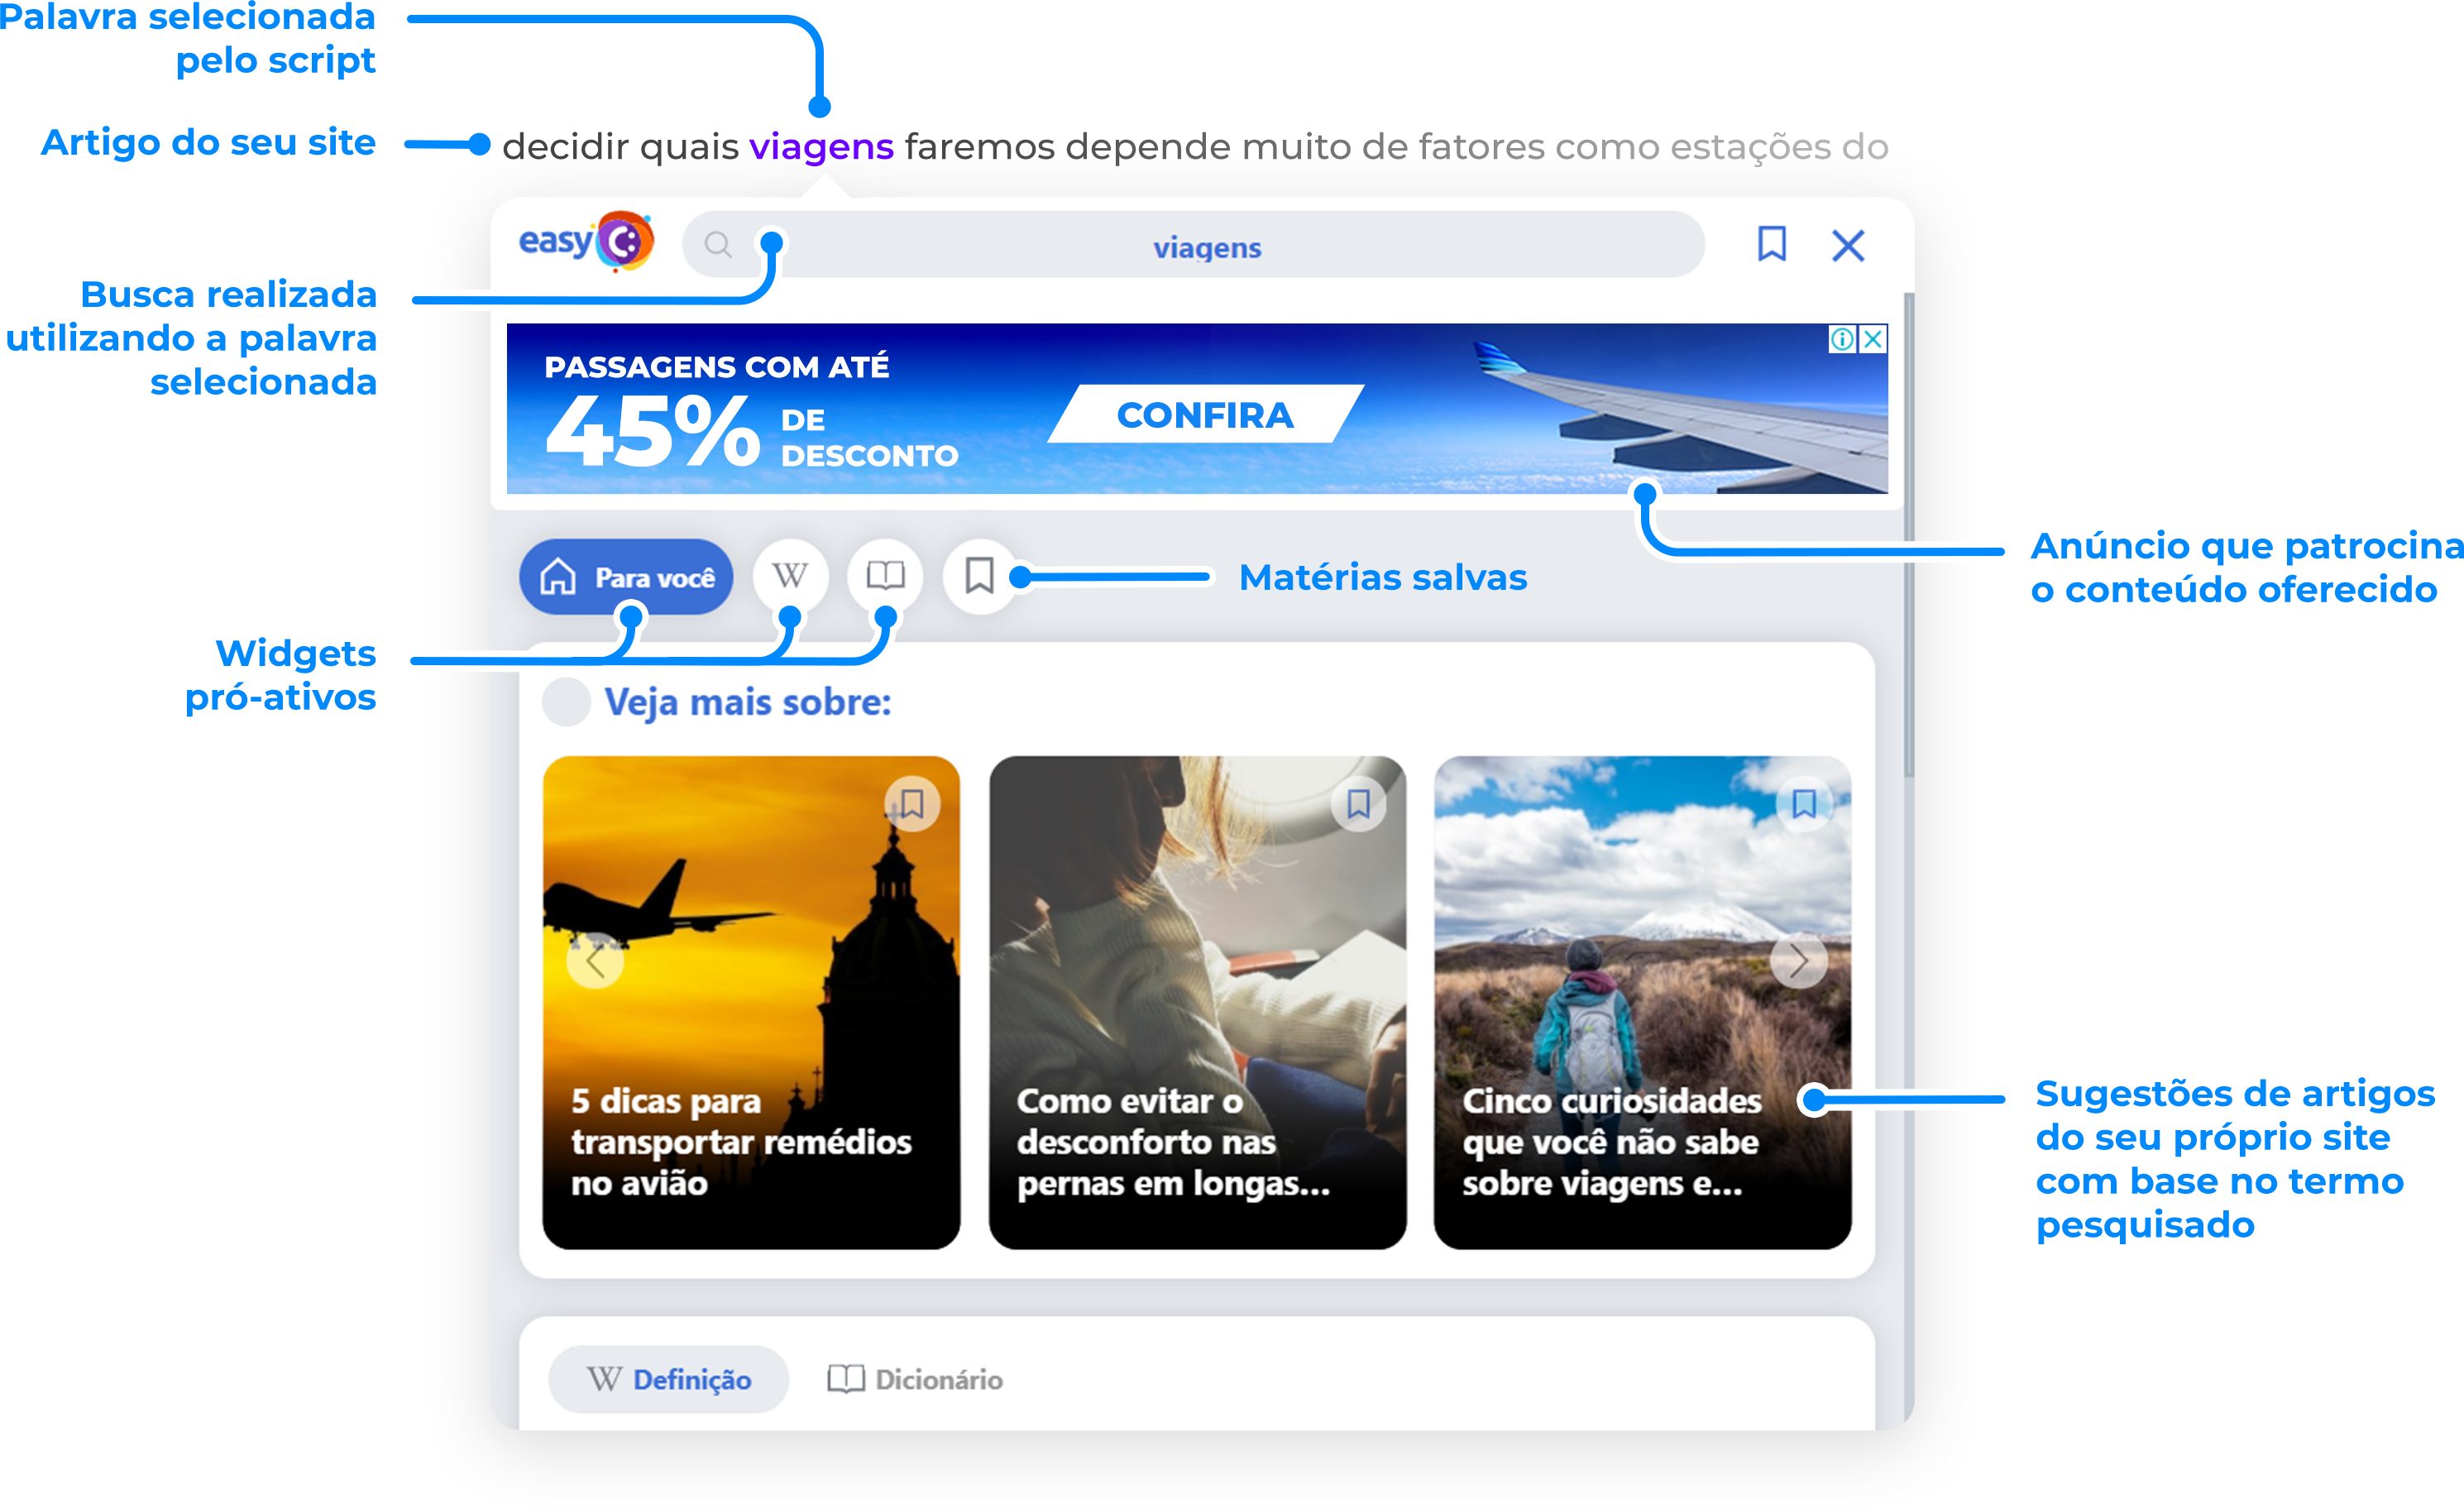 Palavra selecionada
pelo script
Artigo do seu site
decidir quais viagens faremos depende muito de fatores como estações do
easy
viagens
Busca realizada
utilizando a palavra
selecionada
PASSAGENS COM ATÉ
45% DE
DESCONTO
CONFIRA
Anúncio que patrocina
o conteúdo oferecido
Para você
W
Matérias salvas
Widgets
pró-ativos
Veja mais sobre:
5 dicas para
transportar remédios
no avião
Como evitar o
desconforto nas
pernas em longas...
Cinco curiosidades
que você não sabe
sobre viagens e...
Sugestões de artigos
do seu próprio site
com base no termo
pesquisado
W Definição
Dicionário